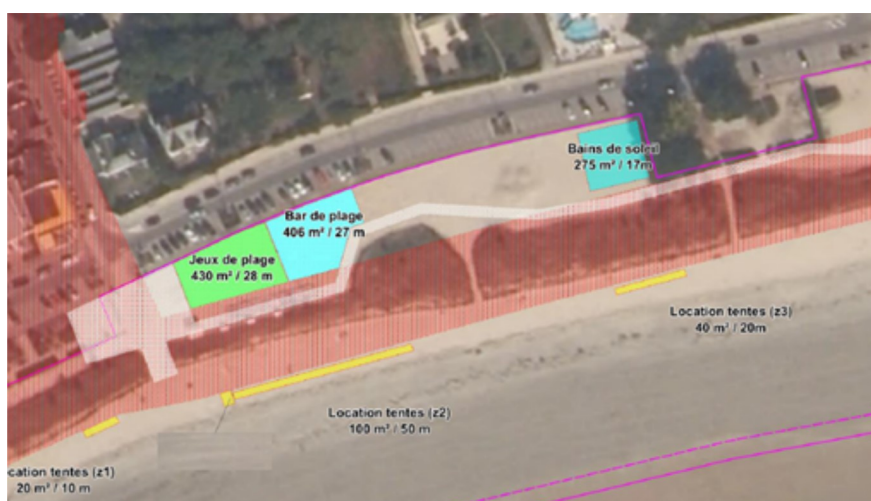 Bains de soleil
275 m² / 17m
Bar de plage
406 m² / 27 m
Jeux de plage
430 m² / 28 m
Location tentes (z3)
40 m² / 20m
Location tentes (z2)
100 m² / 50 m
cation tentes (z1)
20 m² / 10 m